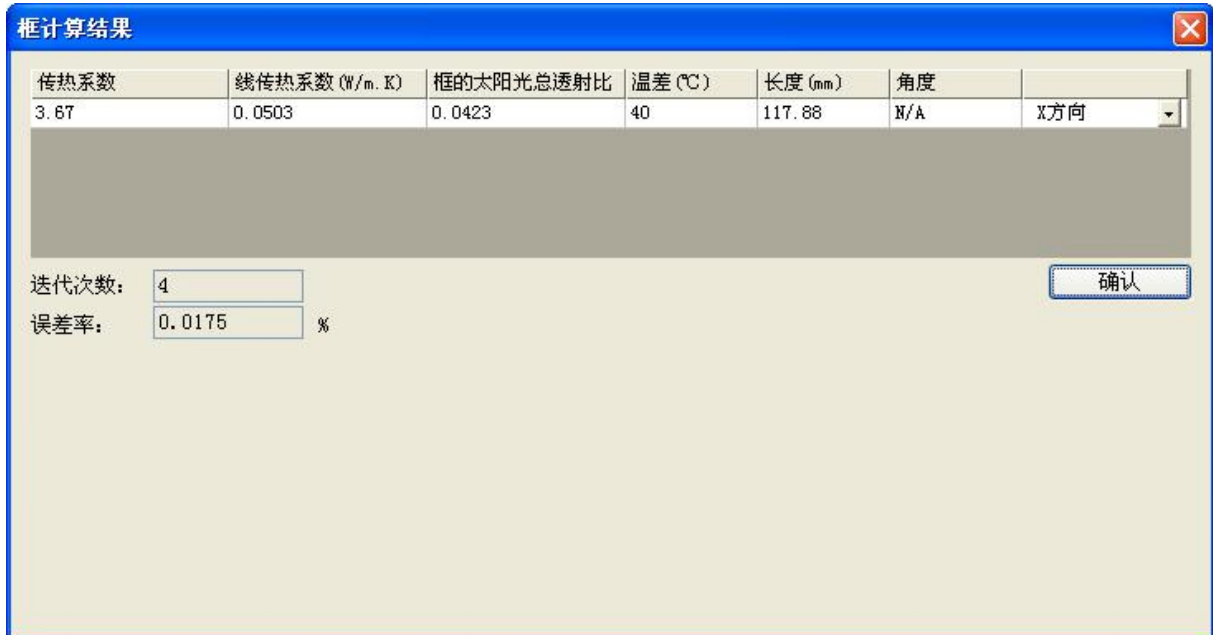 框计算结果
传热系数 线传热系数(W/m.K) 框的太阳光总透射比 温差(℃) 长度(mm) 角度
3.67 0.0503 0.0423 40 117.88 N/A X方向
迭代次数: 4 确认
误差率: 0.0175 %